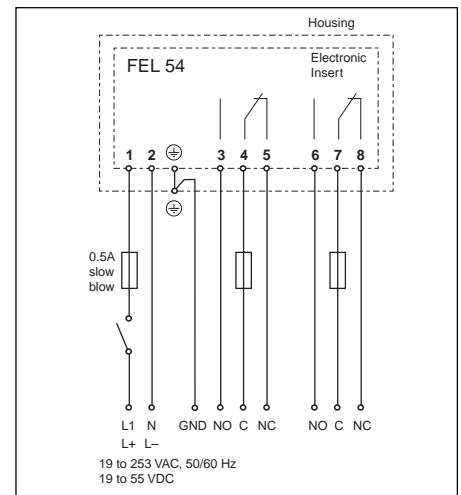 Housing
Electronic
Insert
FEL 54
1 2 3 4 5 6 7 8
0.5A
slow
blow
L1 N GND NO C NC NO C NC
L+ L–
19 to 253 VAC, 50/60 Hz
19 to 55 VDC